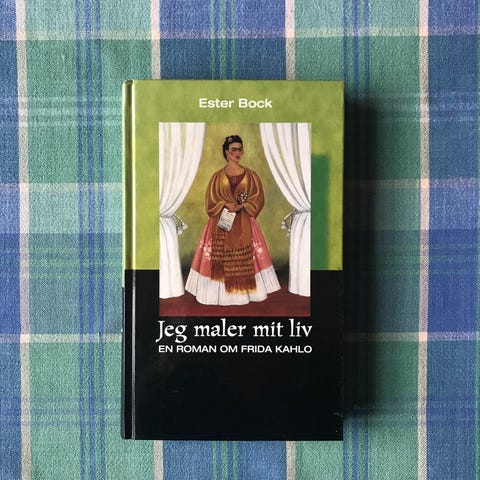 Ester Bock
Jeg maler mit liv
EN ROMAN OM FRIDA KAHLO